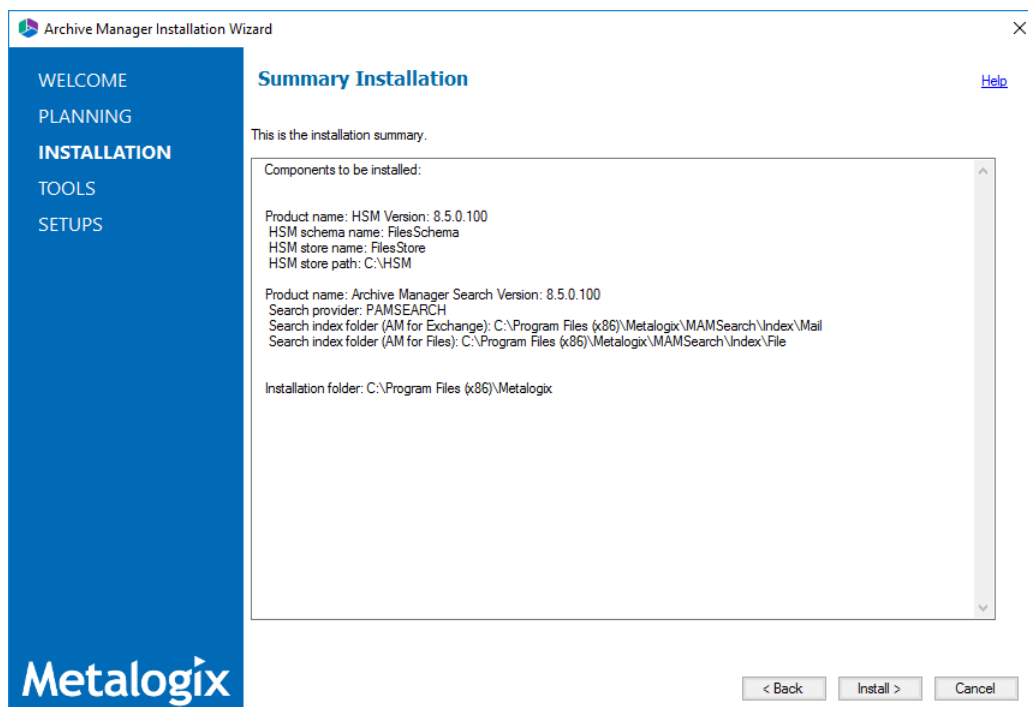 Archive Manager Installation Wizard
WELCOME
PLANNING
INSTALLATION
TOOLS
SETUPS
Summary Installation
Help
This is the installation summary.
Components to be installed:
Product name: HSM Version: 8.5.0.100
HSM schema name: FilesSchema
HSM store name: FilesStore
HSM store path: C:\HSM
Product name: Archive Manager Search Version: 8.5.0.100
Search provider: PAMSEARCH
Search index folder (AM for Exchange): C:\Program Files (x86)\Metalogix\MAMSearch\Index\Mail
Search index folder (AM for Files): C:\Program Files (x86)\Metalogix\MAMSearch\Index\File
Installation folder: C:\Program Files (x86)\Metalogix
Metalogix
< Back
Install >
Cancel